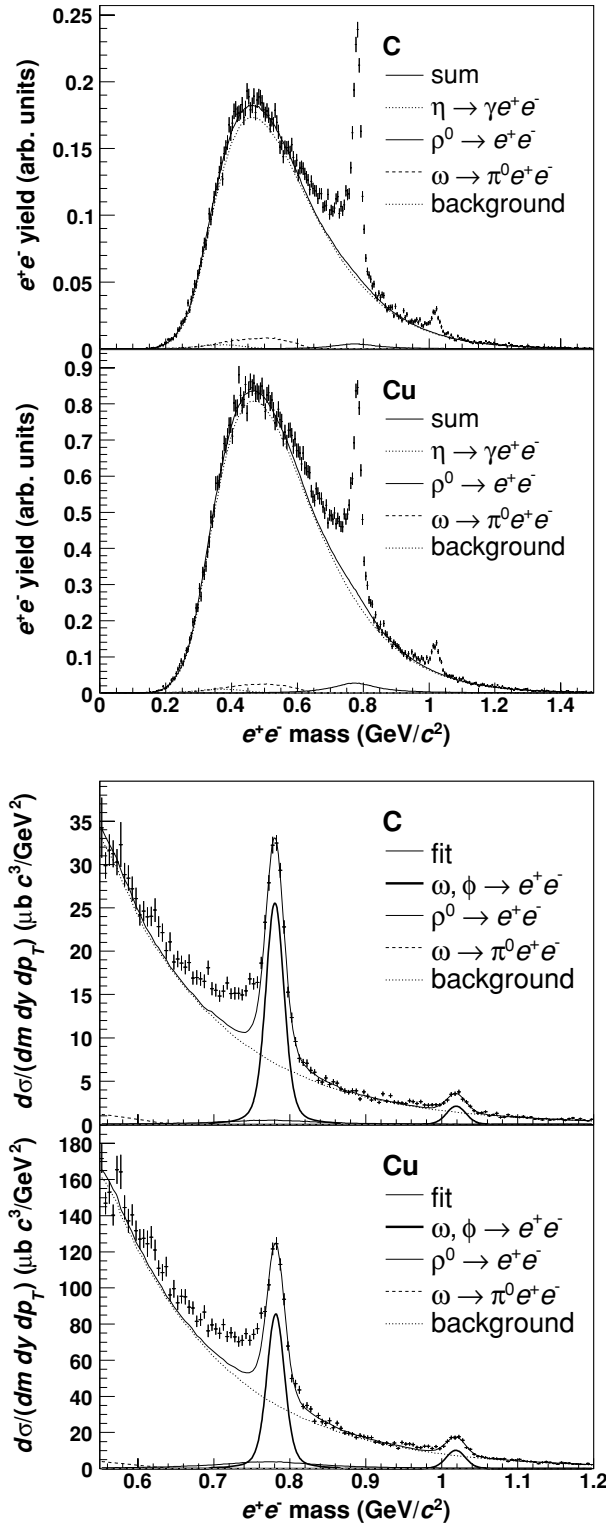 e⁺e⁻ yield (arb. units)
0.25
0.2
0.15
0.1
0.05
0
C
sum
η → γe⁺e⁻
ρ⁰ → e⁺e⁻
ω → π⁰e⁺e⁻
background
e⁺e⁻ yield (arb. units)
0.9
0.8
0.7
0.6
0.5
0.4
0.3
0.2
0.1
0
Cu
sum
η → γe⁺e⁻
ρ⁰ → e⁺e⁻
ω → π⁰e⁺e⁻
background
0 0.2 0.4 0.6 0.8 1 1.2 1.4
e⁺e⁻ mass (GeV/c²)
dσ/(dm dy dp_T) (μb c³/GeV²)
35
30
25
20
15
10
5
0
C
fit
ω, ϕ → e⁺e⁻
ρ⁰ → e⁺e⁻
ω → π⁰e⁺e⁻
background
dσ/(dm dy dp_T) (μb c³/GeV²)
180
160
140
120
100
80
60
40
20
0
Cu
fit
ω, ϕ → e⁺e⁻
ρ⁰ → e⁺e⁻
ω → π⁰e⁺e⁻
background
0.6 0.7 0.8 0.9 1 1.1 1.2
e⁺e⁻ mass (GeV/c²)